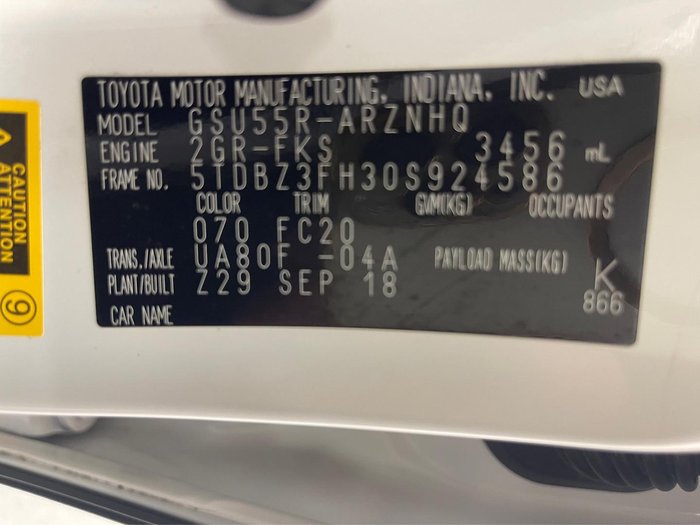 TOYOTA MOTOR MANUFACTURING, INDIANA, INC. USA
MODEL GSU55R-ARZNHQ
ENGINE 2GR-FKS 3456 mL
FRAME NO. 5TDBZ3FH30S924586
COLOR TRIM GVM(KG) OCCUPANTS
070 FC20
TRANS./AXLE UA80F -04A PAYLOAD MASS(KG) K
PLANT/BUILT Z29 SEP 18 866
CAR NAME
CAUTION
ATTENTION
9